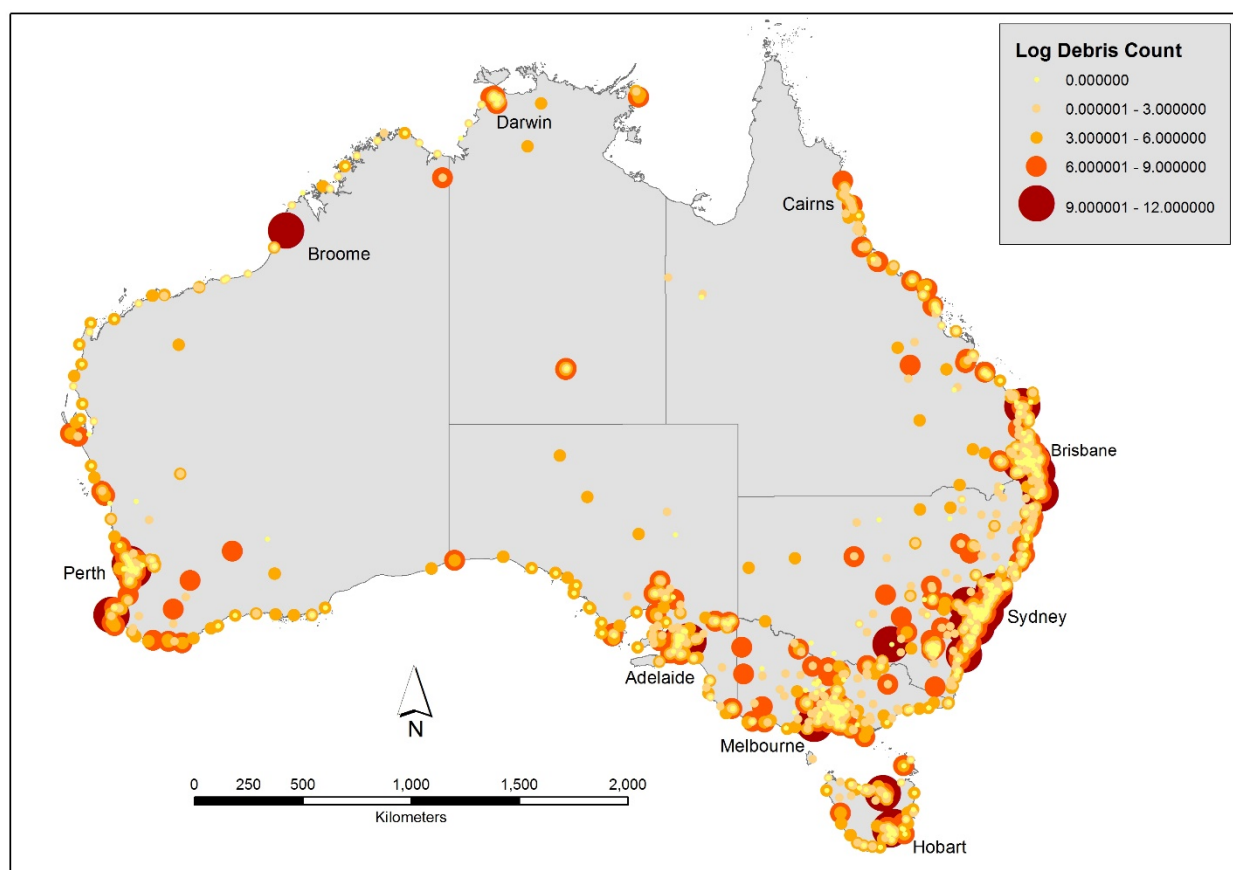 Log Debris Count
0.000000
0.000001 - 3.000000
3.000001 - 6.000000
6.000001 - 9.000000
9.000001 - 12.000000
Darwin
Cairns
Broome
Brisbane
Perth
Sydney
Adelaide
Melbourne
N
0 250 500 1,000 1,500 2,000
Kilometers
Hobart